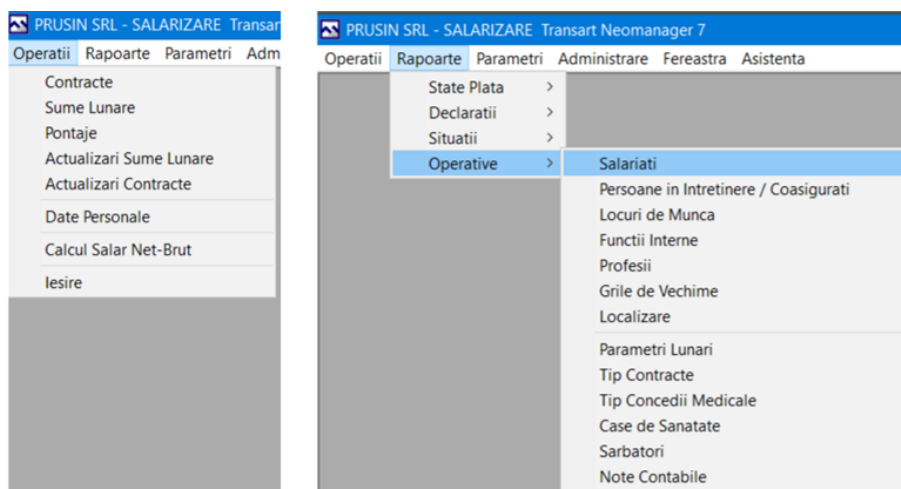 PRUSIN SRL - SALARIZARE Transar
Operatii Rapoarte Parametri Adm
Contracte
Sume Lunare
Pontaje
Actualizari Sume Lunare
Actualizari Contracte
Date Personale
Calcul Salar Net-Brut
Iesire
PRUSIN SRL - SALARIZARE Transart Neomanager 7
Operatii Rapoarte Parametri Administrare Fereastra Asistenta
State Plata >
Declaratii >
Situatii >
Operative >
Salariati
Persoane in Intretinere / Coasigurati
Locuri de Munca
Functii Interne
Profesii
Grile de Vechime
Localizare
Parametri Lunari
Tip Contracte
Tip Concedii Medicale
Case de Sanatate
Sarbatori
Note Contabile